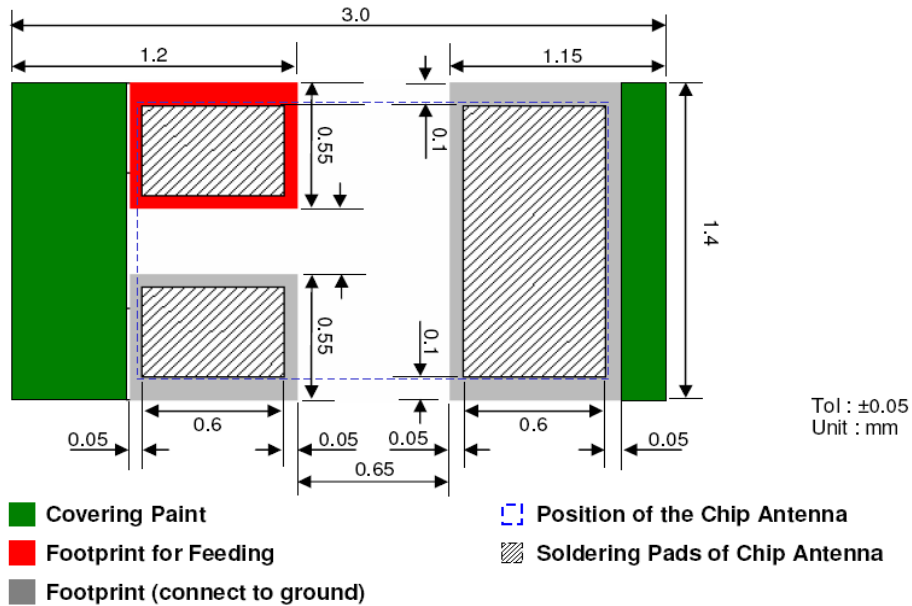 3.0
1.2
1.15
0.55
0.1
1.4
0.55
0.1
0.6
0.6
0.05
0.05
0.05
0.05
0.65
Tol : ±0.05
Unit : mm
Covering Paint
Position of the Chip Antenna
Footprint for Feeding
Soldering Pads of Chip Antenna
Footprint (connect to ground)